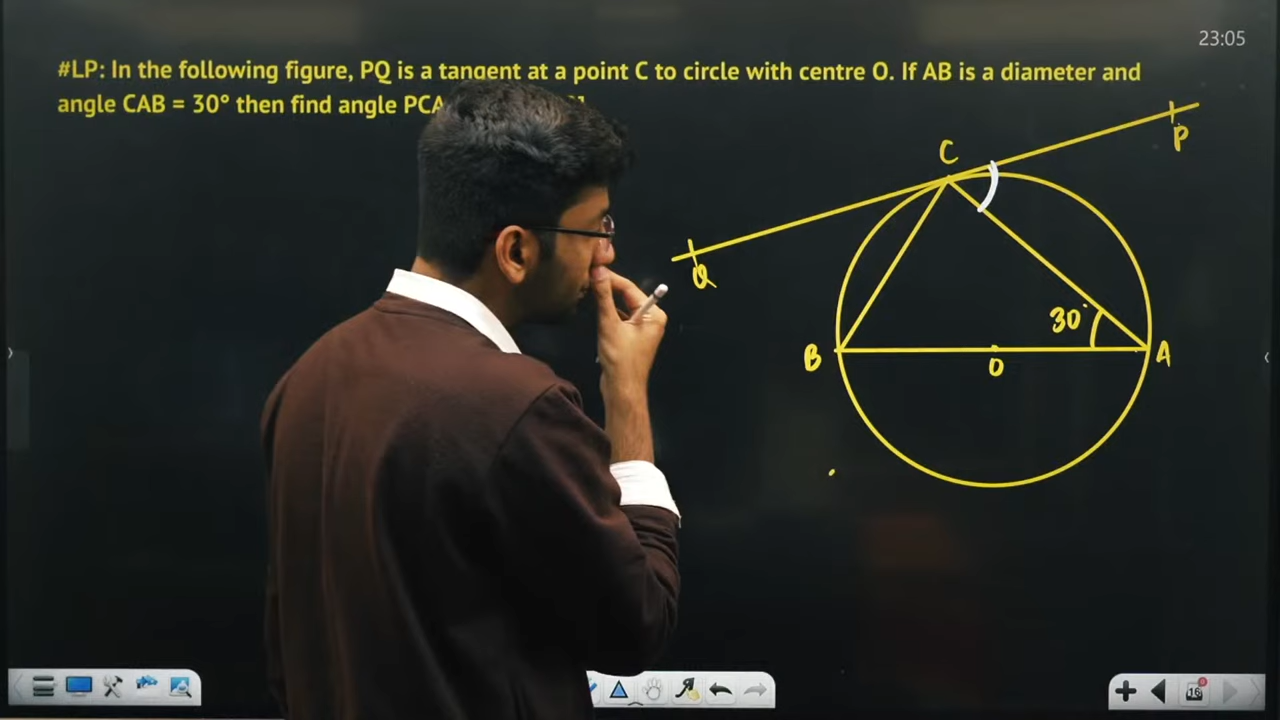 23:05
#LP: In the following figure, PQ is a tangent at a point C to circle with centre O. If AB is a diameter and
angle CAB = 30° then find angle PCA
C
P
Q
30°
B
O
A
16